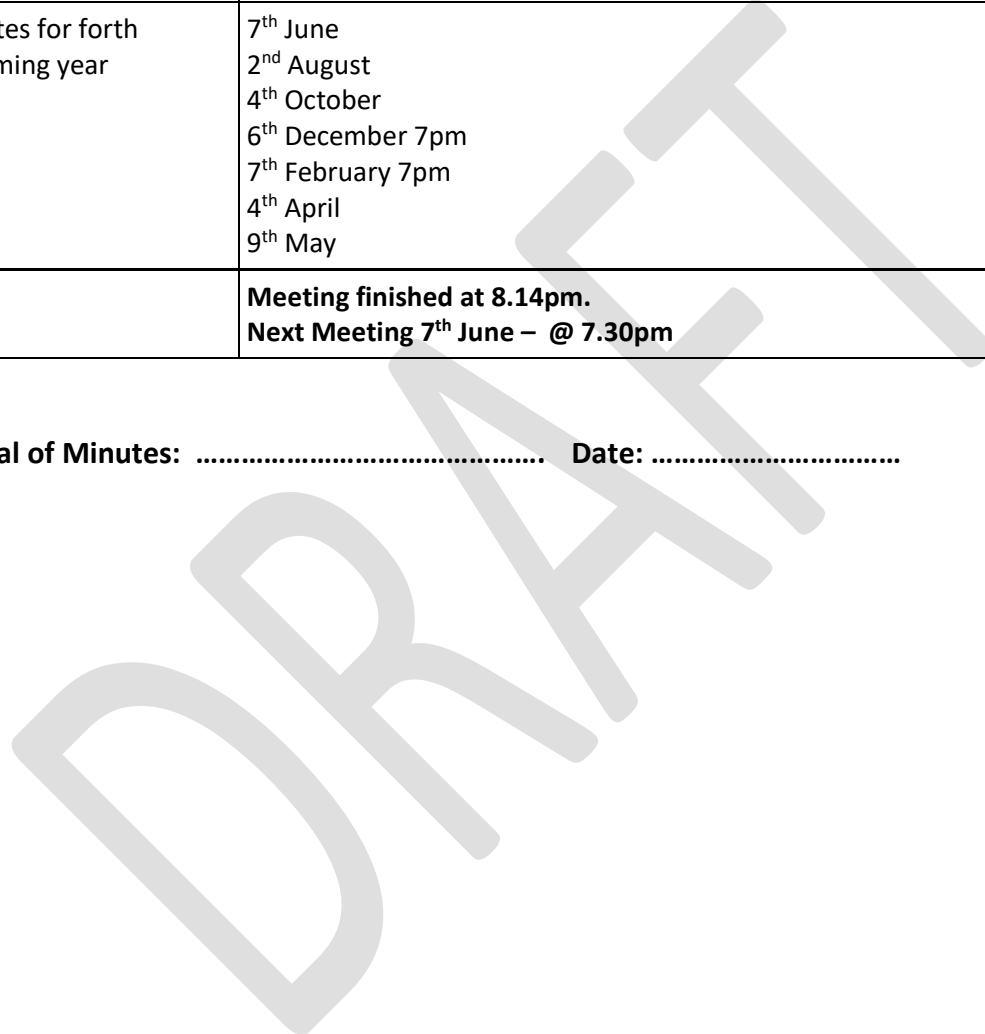 tes for forth
ming year
7th June
2nd August
4th October
6th December 7pm
7th February 7pm
4th April
9th May
Meeting finished at 8.14pm.
Next Meeting 7th June – @ 7.30pm
al of Minutes: ………………………………………. Date: ……………………………
DRAFT